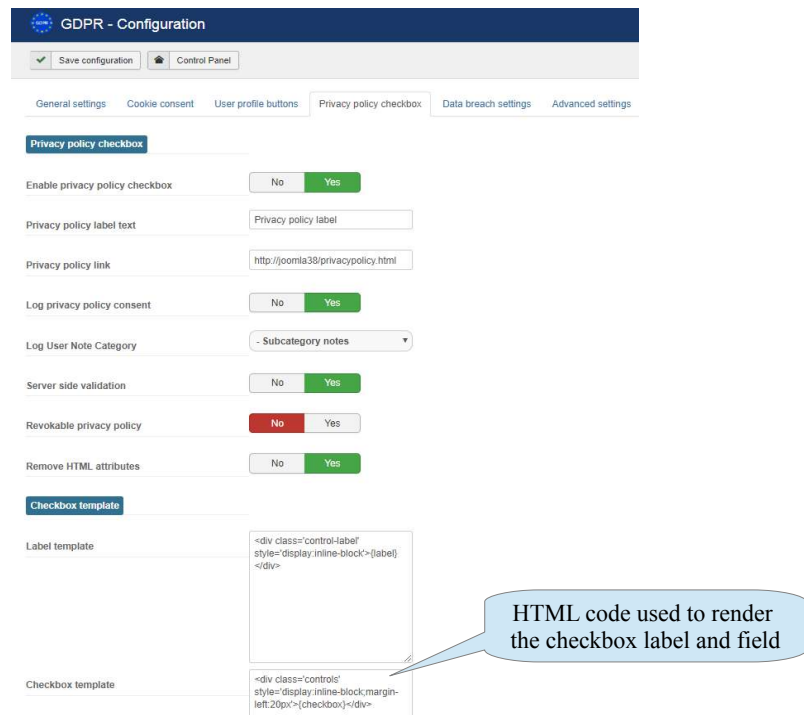 GDPR
GDPR - Configuration
Save configuration Control Panel
General settings Cookie consent User profile buttons Privacy policy checkbox Data breach settings Advanced settings
Privacy policy checkbox
Enable privacy policy checkbox No Yes
Privacy policy label text Privacy policy label
Privacy policy link http://joomla38/privacypolicy.html
Log privacy policy consent No Yes
Log User Note Category - Subcategory notes
Server side validation No Yes
Revokable privacy policy No Yes
Remove HTML attributes No Yes
Checkbox template
Label template
<div class='control-label'
style='display:inline-block'>{label}
</div>
HTML code used to render
the checkbox label and field
Checkbox template
<div class='controls'
style='display:inline-block;margin-
left:20px'>{checkbox}</div>